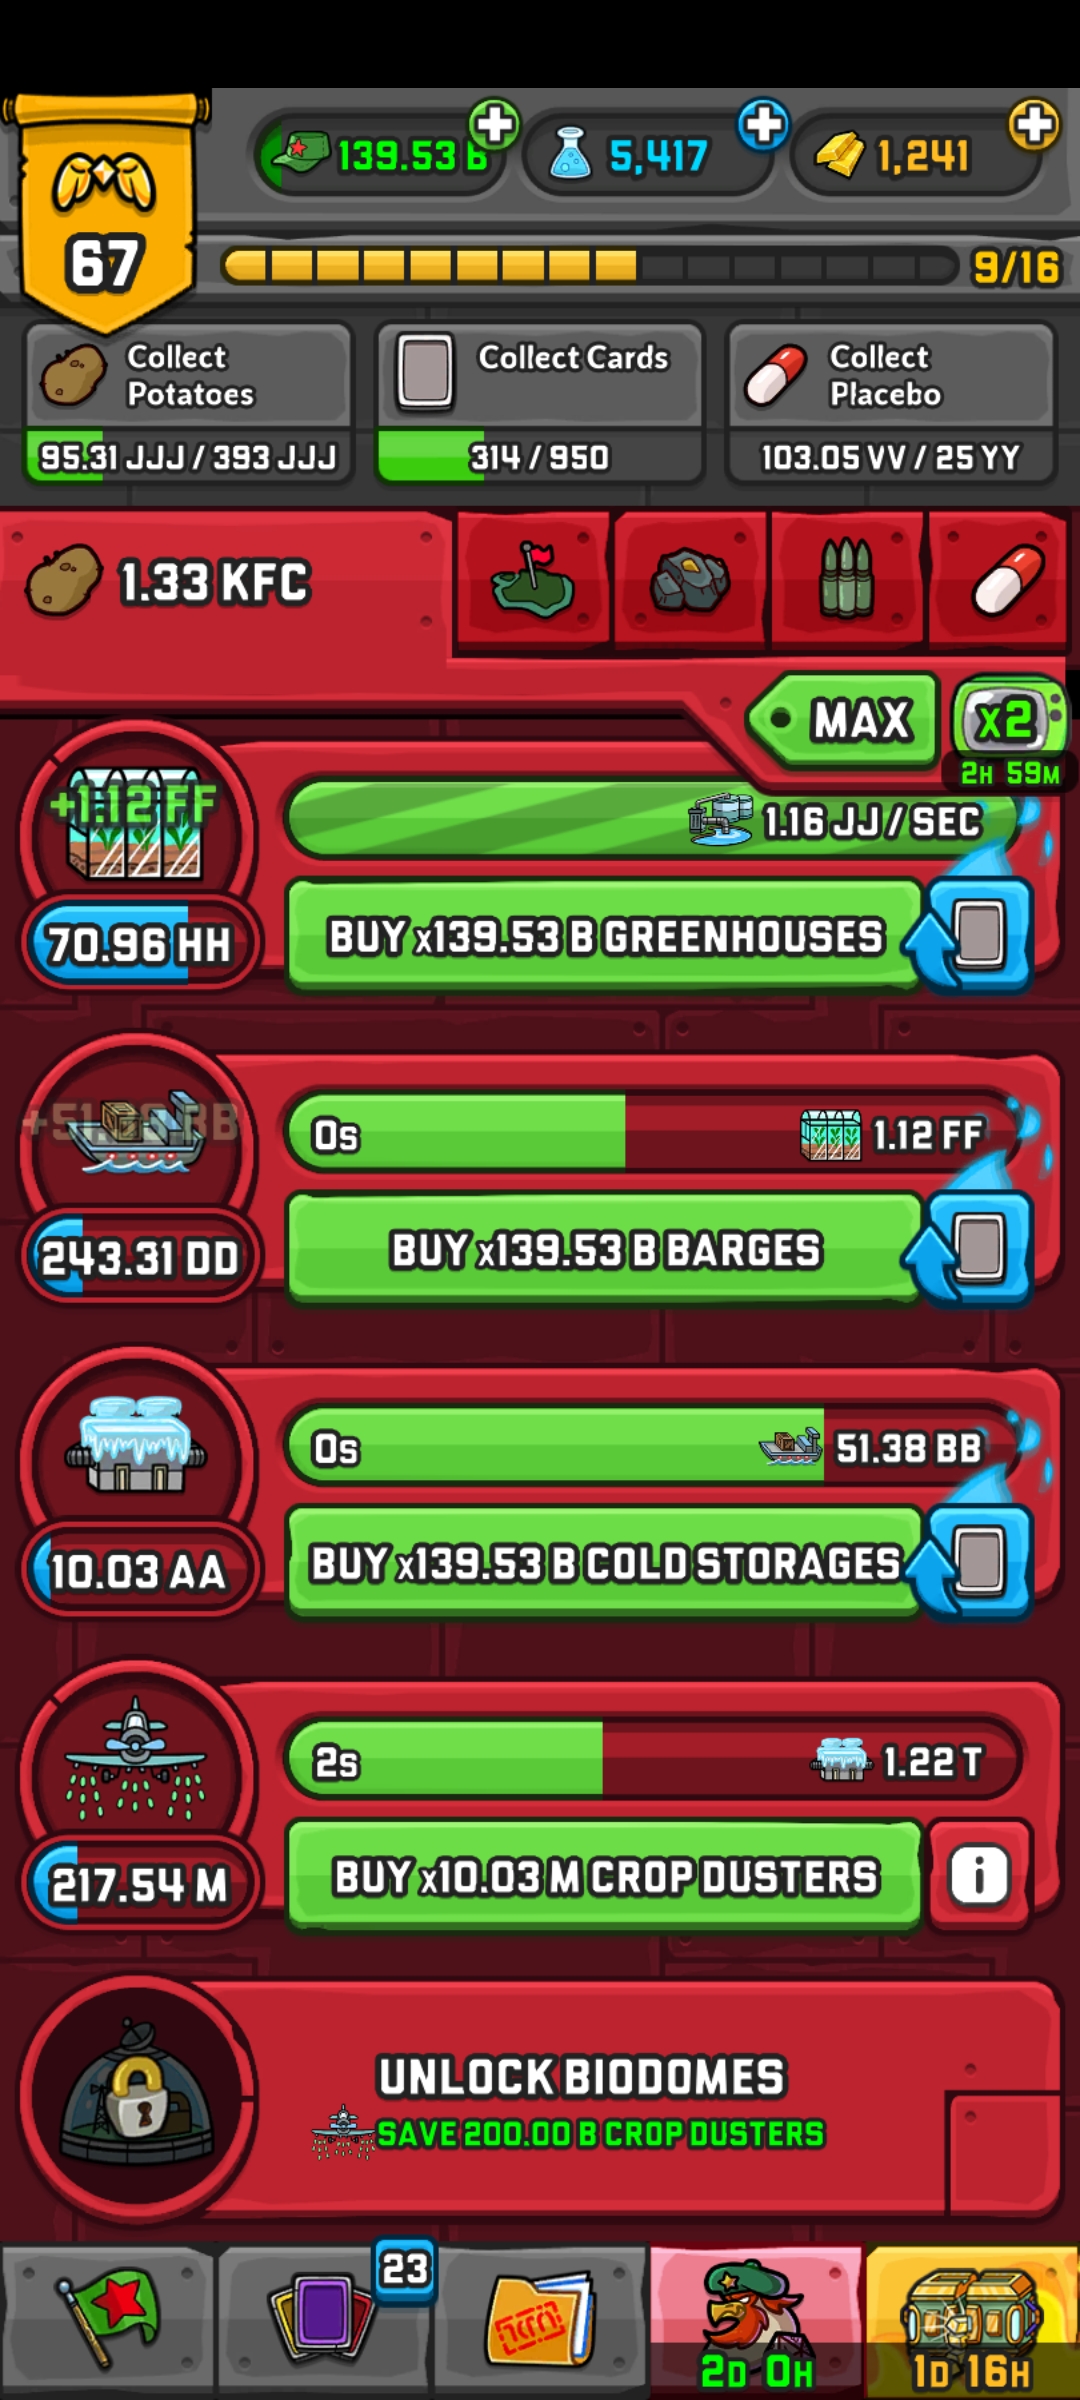 139.53 B
5,417
1,241
67
9/16
Collect Potatoes
95.31 JJJ / 393 JJJ
Collect Cards
314 / 950
Collect Placebo
103.05 VV / 25 YY
1.33 KFC
MAX
x2
2H 59M
+1.12 FF
1.16 JJ / SEC
70.96 HH
BUY x139.53 B GREENHOUSES
0s
1.12 FF
243.31 DD
BUY x139.53 B BARGES
0s
51.38 BB
10.03 AA
BUY x139.53 B COLD STORAGES
2s
1.22 T
217.54 M
BUY x10.03 M CROP DUSTERS
i
UNLOCK BIODOMES
SAVE 200.00 B CROP DUSTERS
23
2D 0H
1D 16H